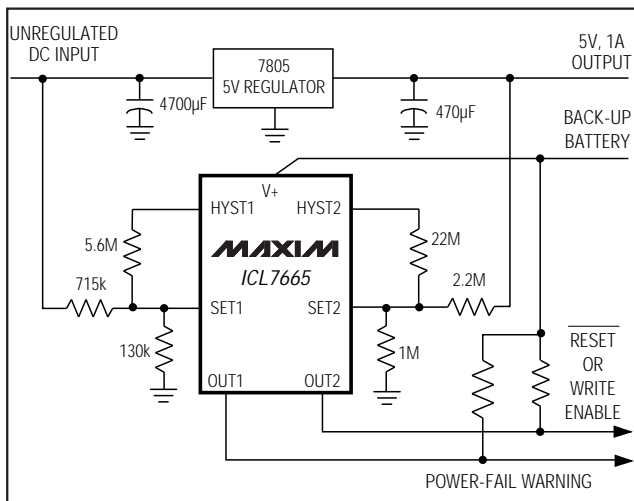 UNREGULATED
DC INPUT
7805
5V REGULATOR
5V, 1A
OUTPUT
4700µF
470µF
BACK-UP
BATTERY
V+
HYST1
HYST2
5.6M
MAXIM
ICL7665
22M
715k
2.2M
SET1
SET2
130k
1M
RESET
OR
WRITE
ENABLE
OUT1
OUT2
POWER-FAIL WARNING